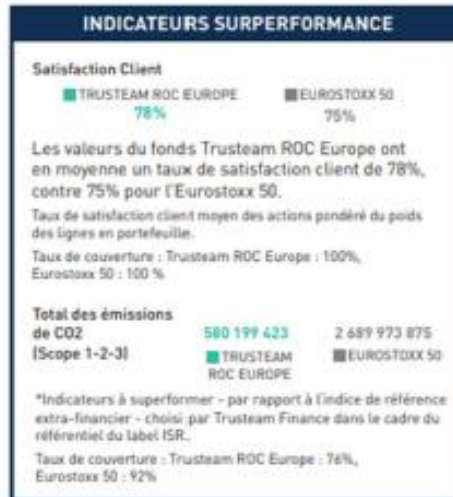 INDICATEURS SURPERFORMANCE
Satisfaction Client
TRUSTEAM ROC EUROPE EUROSTOXX 50
78% 75%
Les valeurs du fonds Trusteam ROC Europe ont
en moyenne un taux de satisfaction client de 78%,
contre 75% pour l'Eurostoxx 50.
Taux de satisfaction client moyen des actions pondéré du poids
des lignes en portefeuille.
Taux de couverture : Trusteam ROC Europe : 100%,
Eurostoxx 50 : 100 %
Total des émissions
de CO2 580 199 423 2 689 973 875
(Scope 1-2-3) TRUSTEAM EUROSTOXX 50
ROC EUROPE
*Indicateurs à superformer - par rapport à l'indice de référence
extra-financier - choisi par Trusteam Finance dans le cadre du
référentiel du label ISR.
Taux de couverture : Trusteam ROC Europe : 76%,
Eurostoxx 50 : 92%